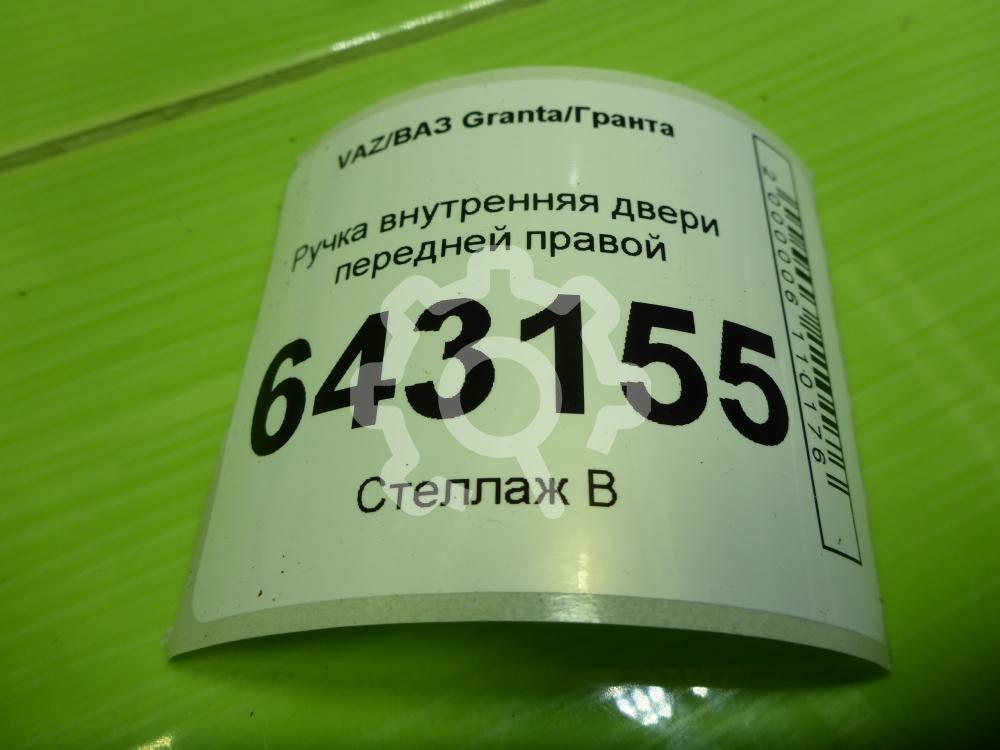 VAZ/ВАЗ Granta/Гранта
Ручка внутренняя двери
передней правой
643155
Стеллаж В
2000006110176